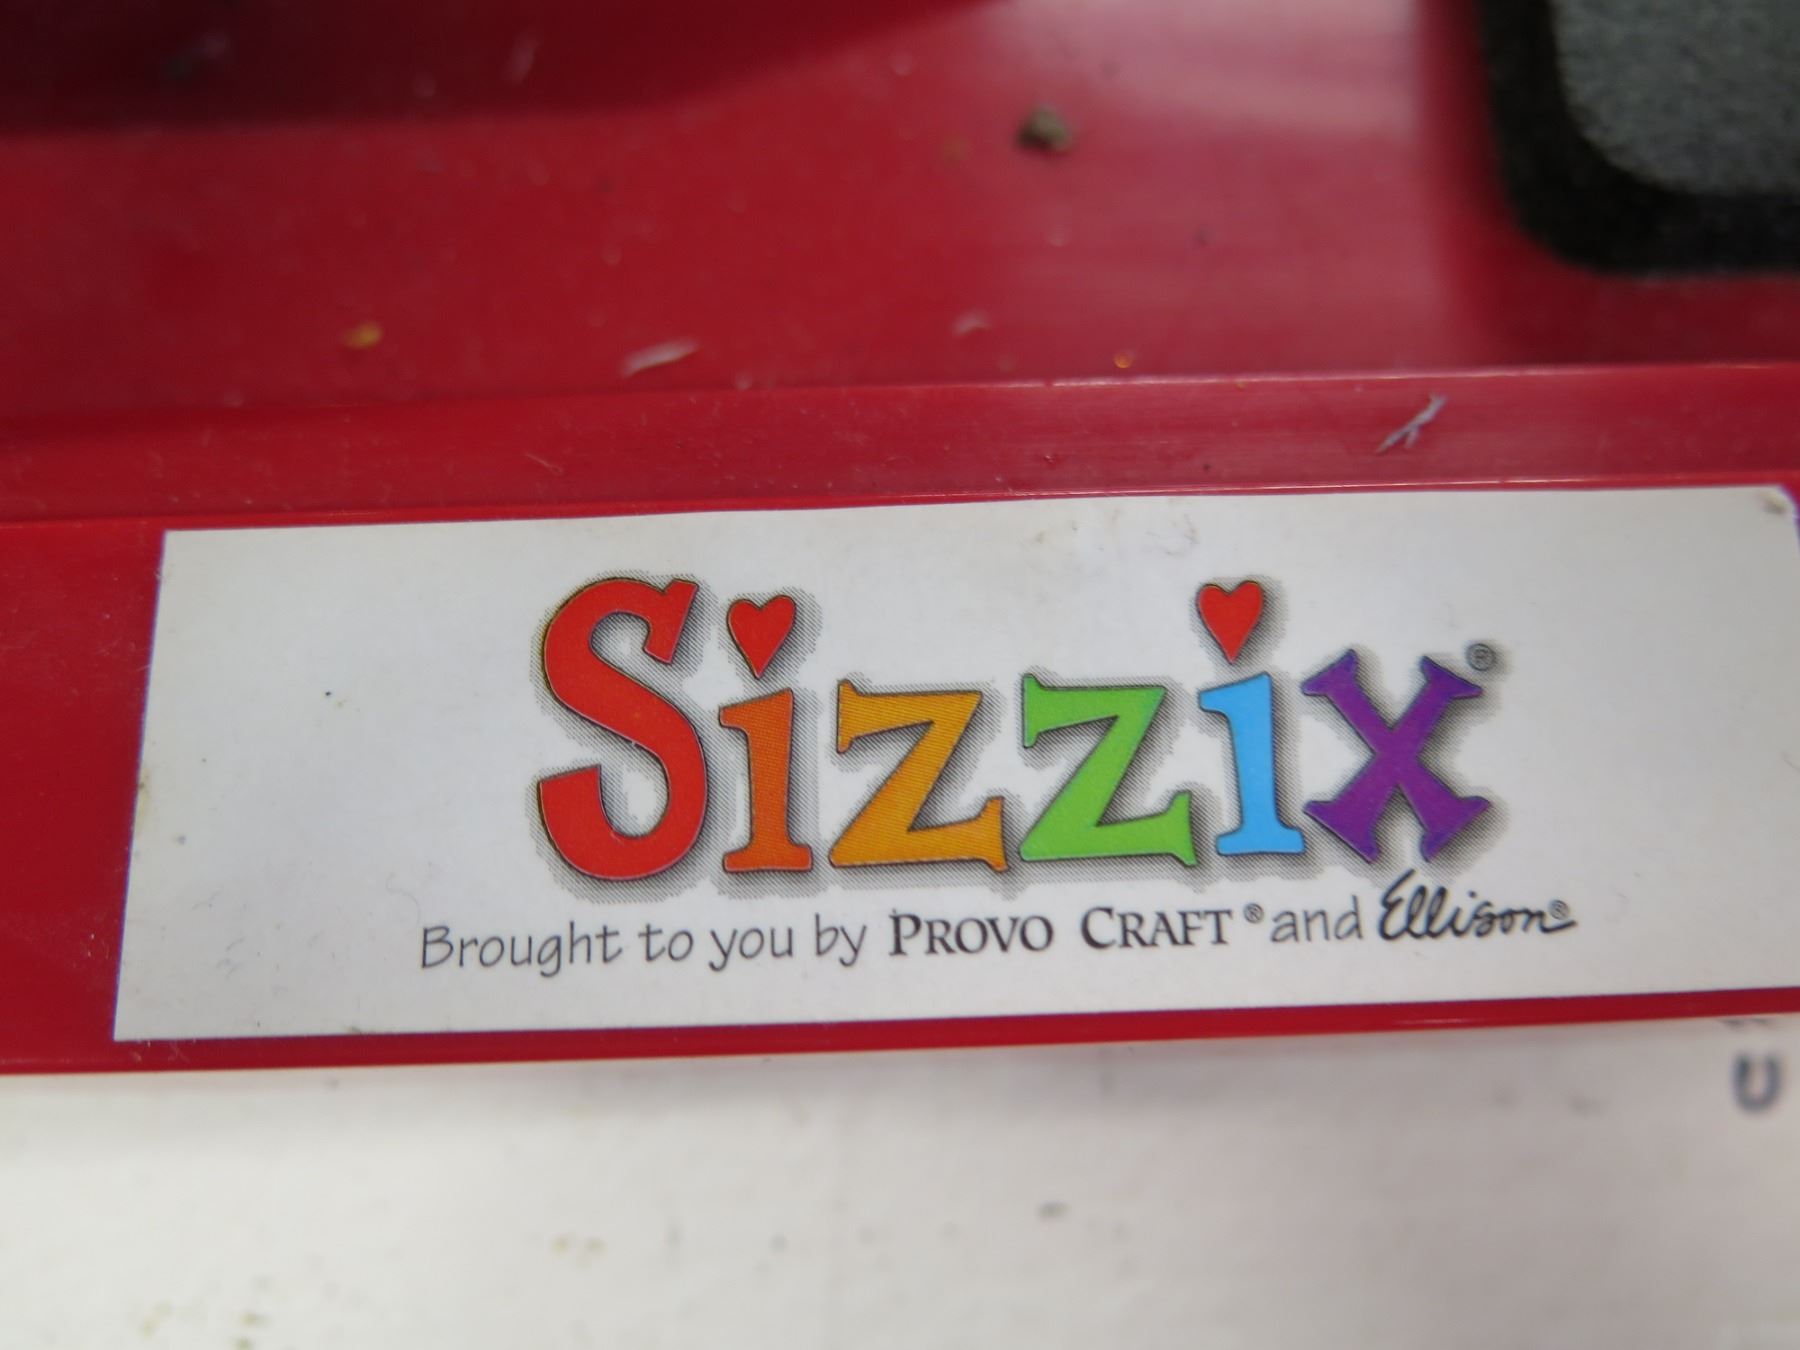 Sizzix®
Brought to you by PROVO CRAFT® and Ellison®
U